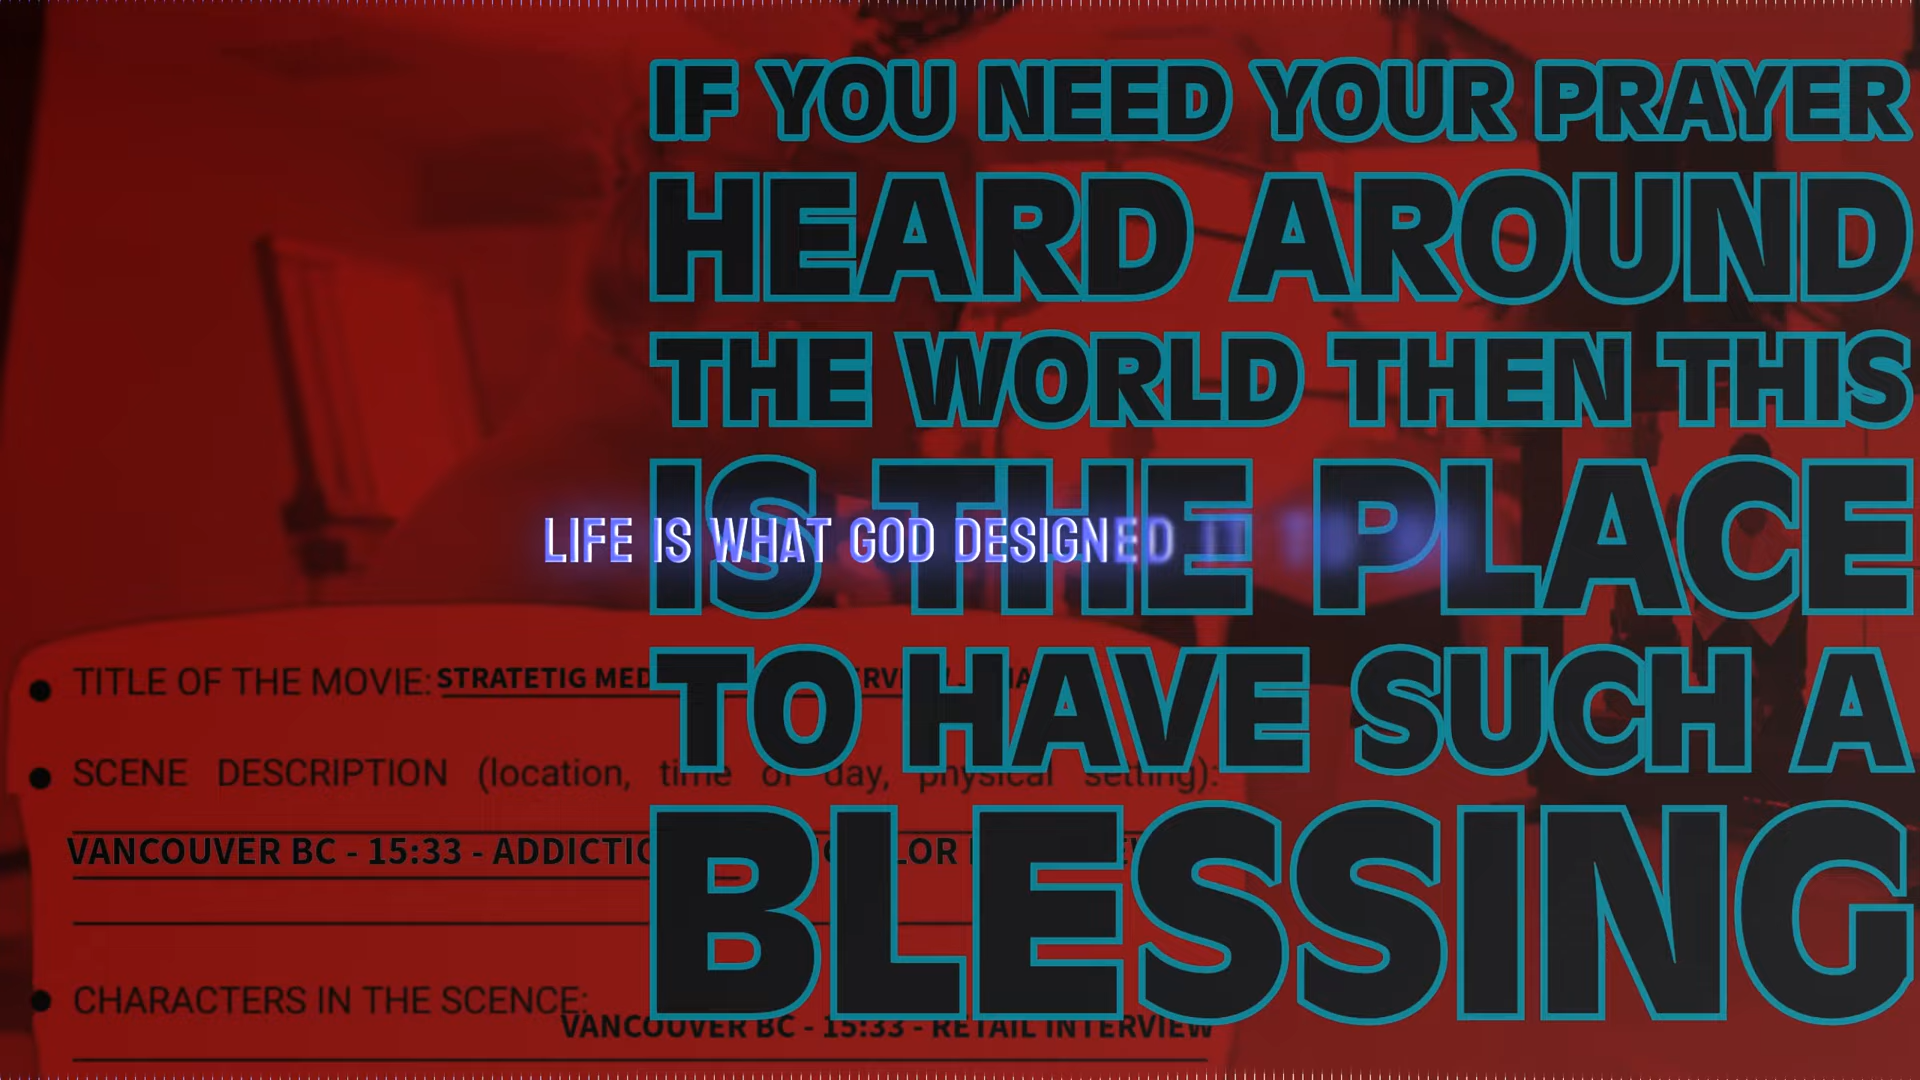 IF YOU NEED YOUR PRAYER
HEARD AROUND
THE WORLD THEN THIS
IS THE PLACE
TO HAVE SUCH A
BLESSING
LIFE IS WHAT GOD DESIGNED IT
TITLE OF THE MOVIE: STRATETIG
SCENE DESCRIPTION (location, time of day, physical setting):
VANCOUVER BC - 15:33 -
CHARACTERS IN THE SCENCE:
VANCOUVER BC - 15:33 - RETAIL INTERVIEW